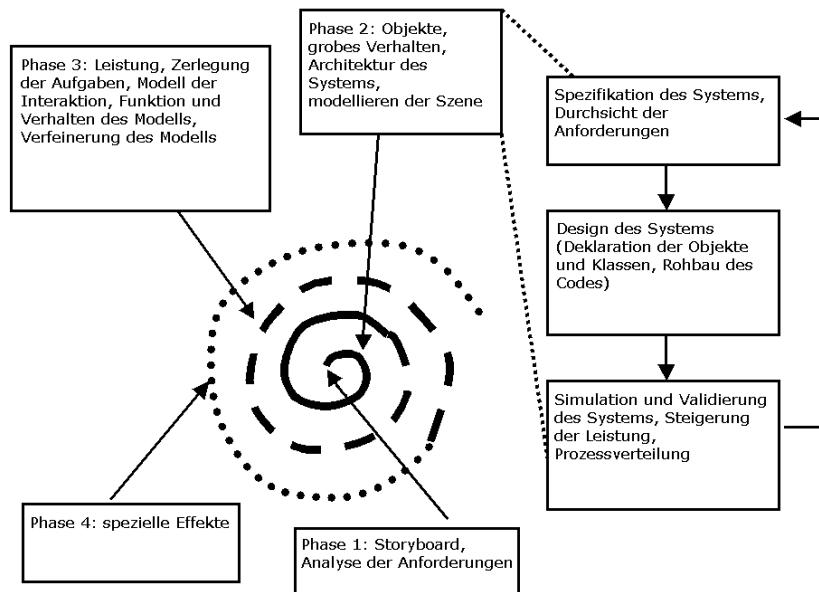 Phase 3: Leistung, Zerlegung
der Aufgaben, Modell der
Interaktion, Funktion und
Verhalten des Modells,
Verfeinerung des Modells
Phase 2: Objekte,
grobes Verhalten,
Architektur des
Systems,
modellieren der Szene
Spezifikation des Systems,
Durchsicht der
Anforderungen
Design des Systems
(Deklaration der Objekte
und Klassen, Rohbau des
Codes)
Simulation und Validierung
des Systems, Steigerung
der Leistung,
Prozessverteilung
Phase 4: spezielle Effekte
Phase 1: Storyboard,
Analyse der Anforderungen